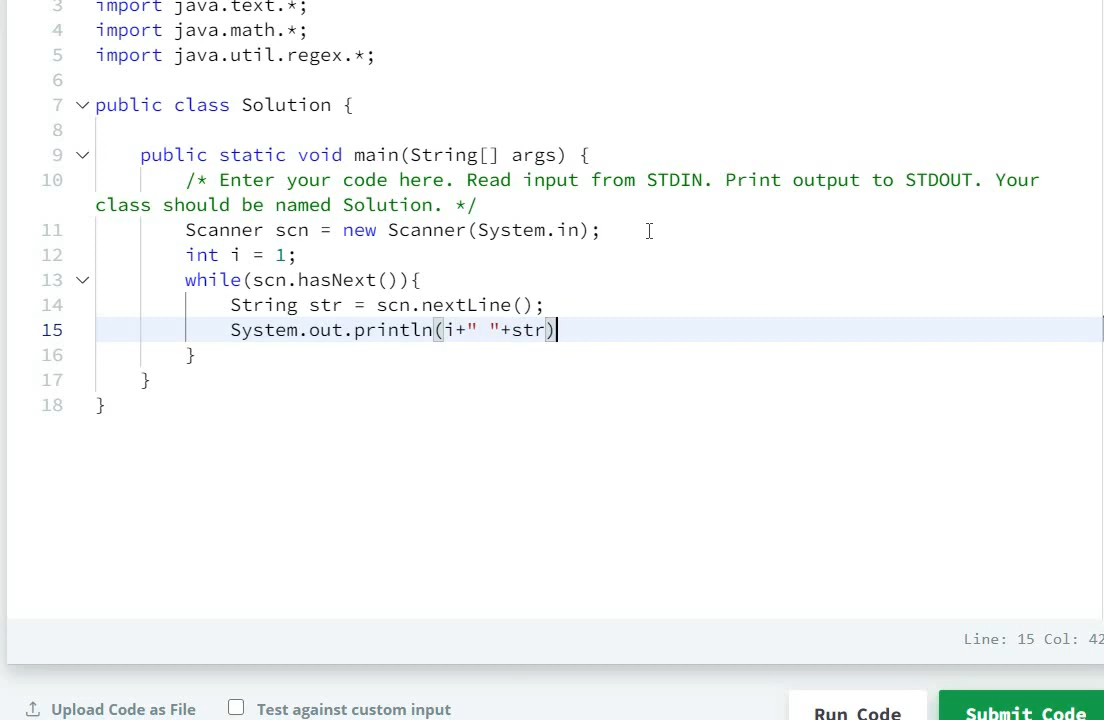 3 import java.text.*;
4 import java.math.*;
5 import java.util.regex.*;
6
7 public class Solution {
8
9 public static void main(String[] args) {
10 /* Enter your code here. Read input from STDIN. Print output to STDOUT. Your
class should be named Solution. */
11 Scanner scn = new Scanner(System.in);
12 int i = 1;
13 while(scn.hasNext()){
14 String str = scn.nextLine();
15 System.out.println(i+" "+str)
16 }
17 }
18 }
Line: 15 Col: 42
Upload Code as File Test against custom input Run Code Submit Code